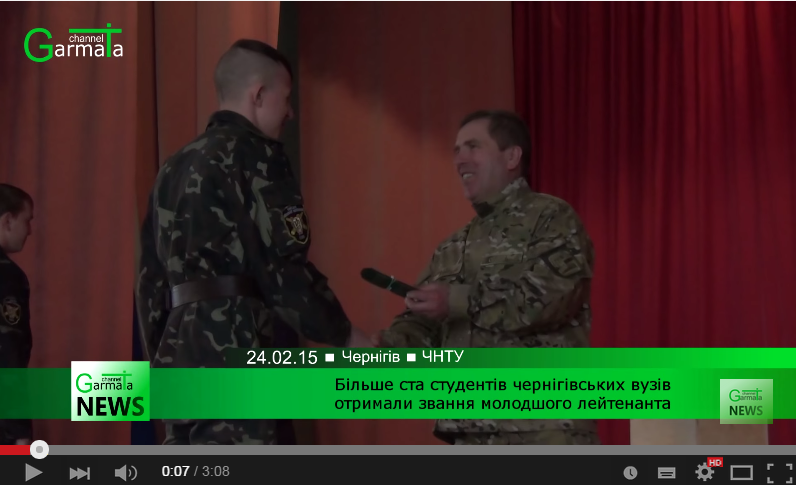 channel
Garmata
24.02.15 ■ Чернігів ■ ЧНТУ
Більше ста студентів чернігівських вузів
отримали звання молодшого лейтенанта
channel
Garmata
NEWS
channel
Garmata
NEWS
0:07 / 3:08
HD